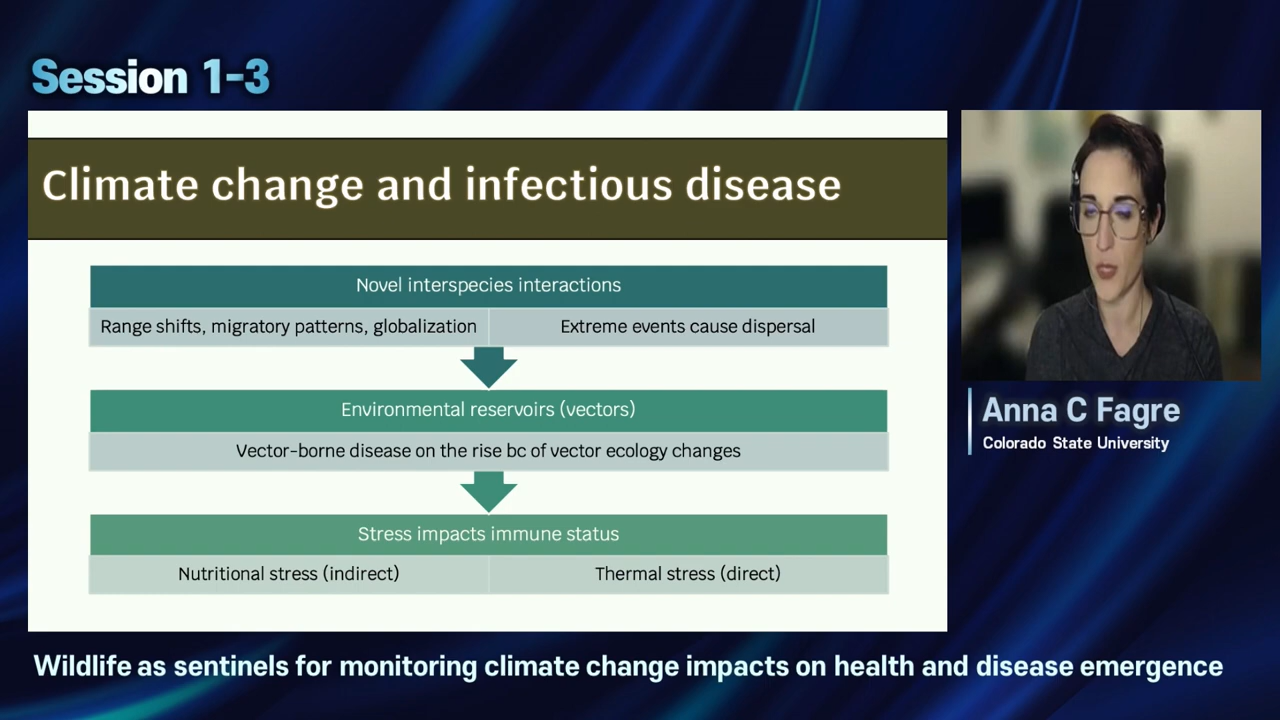 Session 1-3
Climate change and infectious disease
Novel interspecies interactions
Range shifts, migratory patterns, globalization
Extreme events cause dispersal
Environmental reservoirs (vectors)
Vector-borne disease on the rise bc of vector ecology changes
Stress impacts immune status
Nutritional stress (indirect)
Thermal stress (direct)
Anna C Fagre
Colorado State University
Wildlife as sentinels for monitoring climate change impacts on health and disease emergence